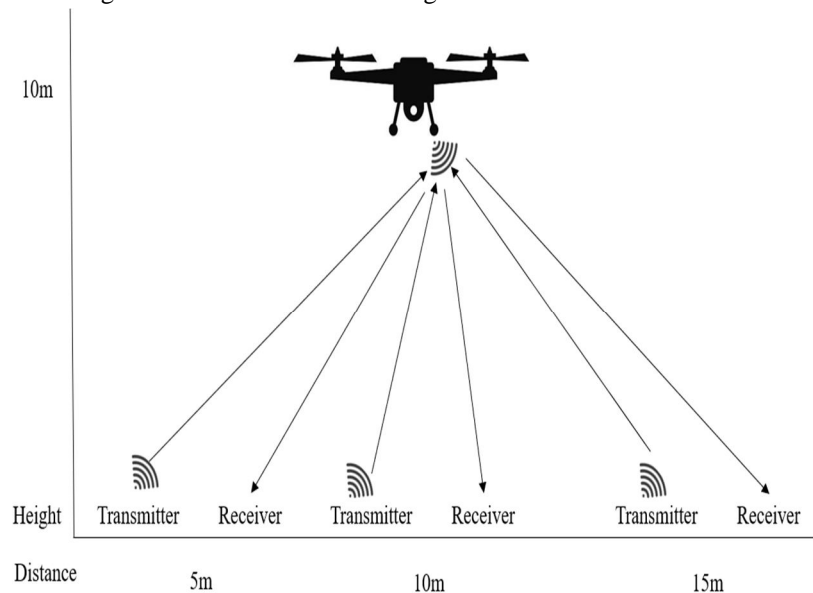 10m
Height Transmitter Receiver Transmitter Receiver Transmitter Receiver
Distance 5m 10m 15m